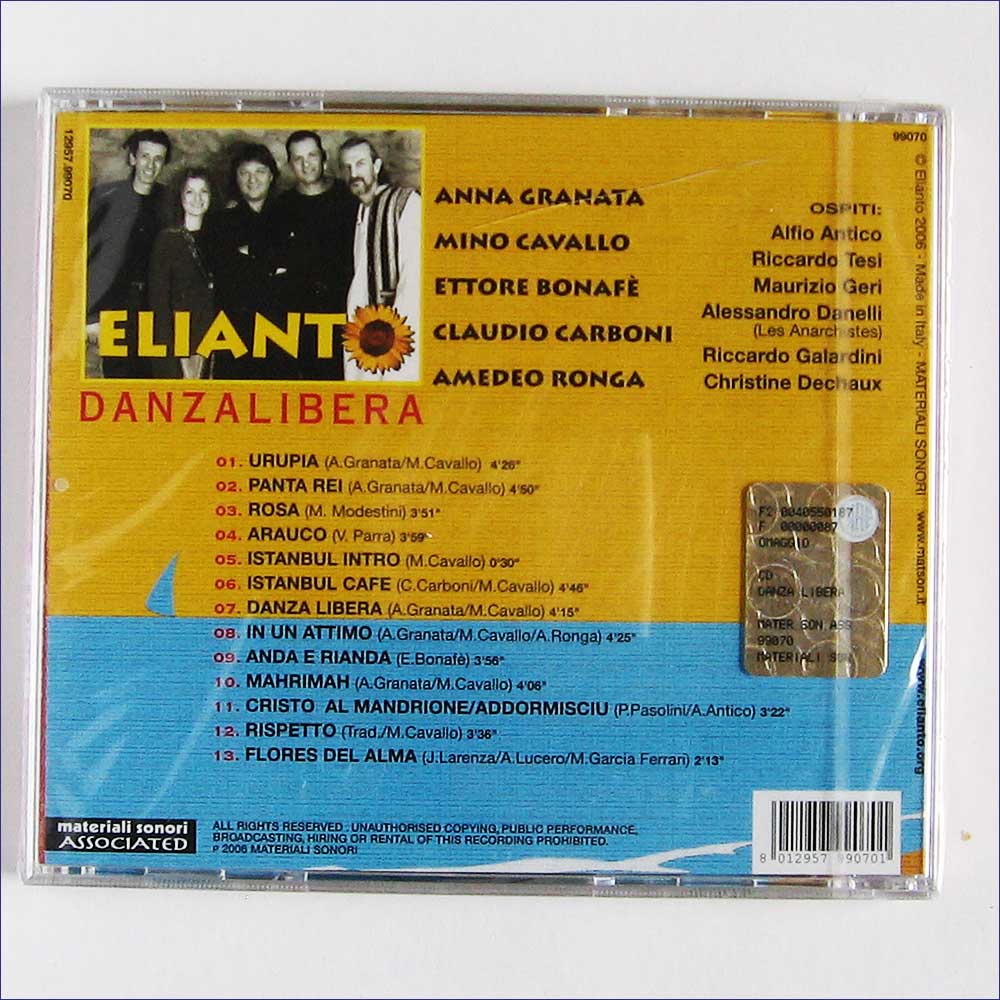 12957 99070
ELIANTO
DANZALIBERA
ANNA GRANATA
MINO CAVALLO
ETTORE BONAFÈ
CLAUDIO CARBONI
AMEDEO RONGA
OSPITI:
Alfio Antico
Riccardo Tesi
Maurizio Geri
Alessandro Danelli
(Les Anarchistes)
Riccardo Galardini
Christine Dechaux
99070
© Elianto 2006 - Made in Italy - MATERIALI SONORI www.matson.it
www.elianto.org
01. URUPIA (A.Granata/M.Cavallo) 4'26"
02. PANTA REI (A.Granata/M.Cavallo) 4'50"
03. ROSA (M. Modestini) 3'51"
04. ARAUCO (V. Parra) 3'59"
05. ISTANBUL INTRO (M.Cavallo) 0'30"
06. ISTANBUL CAFE (C.Carboni/M.Cavallo) 4'46"
07. DANZA LIBERA (A.Granata/M.Cavallo) 4'15"
08. IN UN ATTIMO (A.Granata/M.Cavallo/A.Ronga) 4'25"
09. ANDA E RIANDA (E.Bonafè) 3'56"
10. MAHRIMAH (A.Granata/M.Cavallo) 4'06"
11. CRISTO AL MANDRIONE/ADDORMISCIU (P.Pasolini/A.Antico) 3'22"
12. RISPETTO (Trad./M.Cavallo) 3'36"
13. FLORES DEL ALMA (J.Larenza/A.Lucero/M.Garcia Ferrari) 2'13"
F2 0040550187
F 00000087
OMAGGIO
CD
DANZA LIBERA
MATER SON ASS
99070
MATERIALI SON
materiali sonori
ASSOCIATED
ALL RIGHTS RESERVED . UNAUTHORISED COPYING, PUBLIC PERFORMANCE,
BROADCASTING, HIRING OR RENTAL OF THIS RECORDING PROHIBITED.
P 2006 MATERIALI SONORI
8 012957 990701